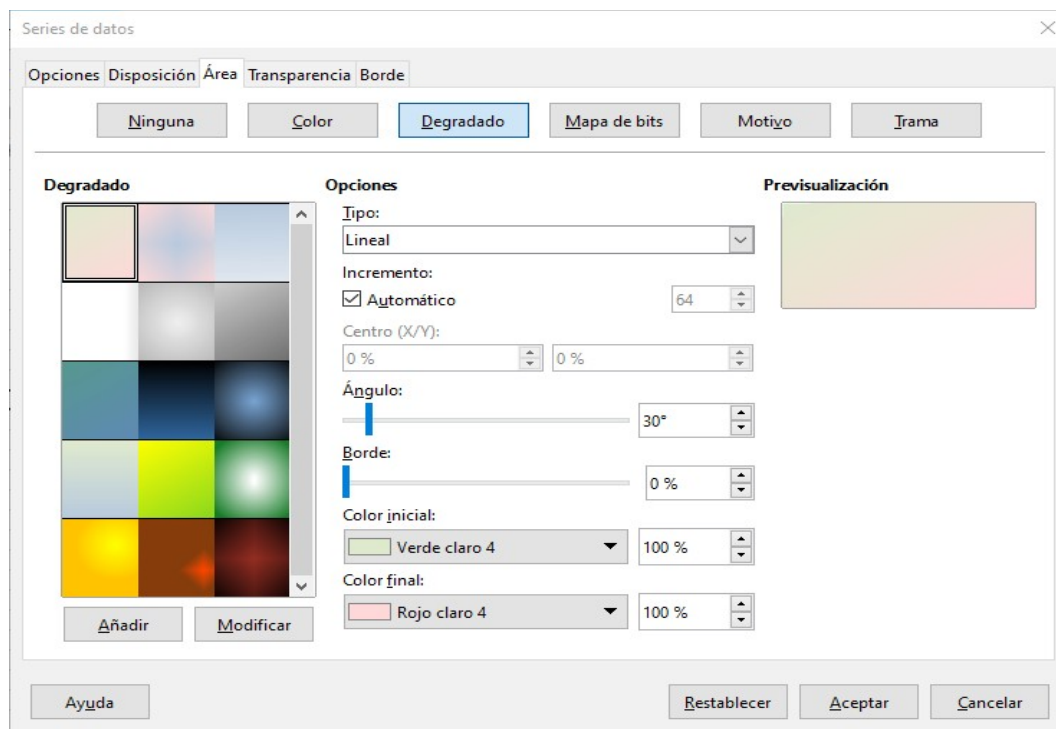 Series de datos
Opciones Disposición Área Transparencia Borde
Ninguna Color Degradado Mapa de bits Motivo Trama
Degradado Opciones Previsualización
Tipo:
Lineal
Incremento:
Automático 64
Centro (X/Y):
0 % 0 %
Ángulo:
30°
Borde:
0 %
Color inicial:
Verde claro 4 100 %
Color final:
Rojo claro 4 100 %
Añadir Modificar
Ayuda Restablecer Aceptar Cancelar